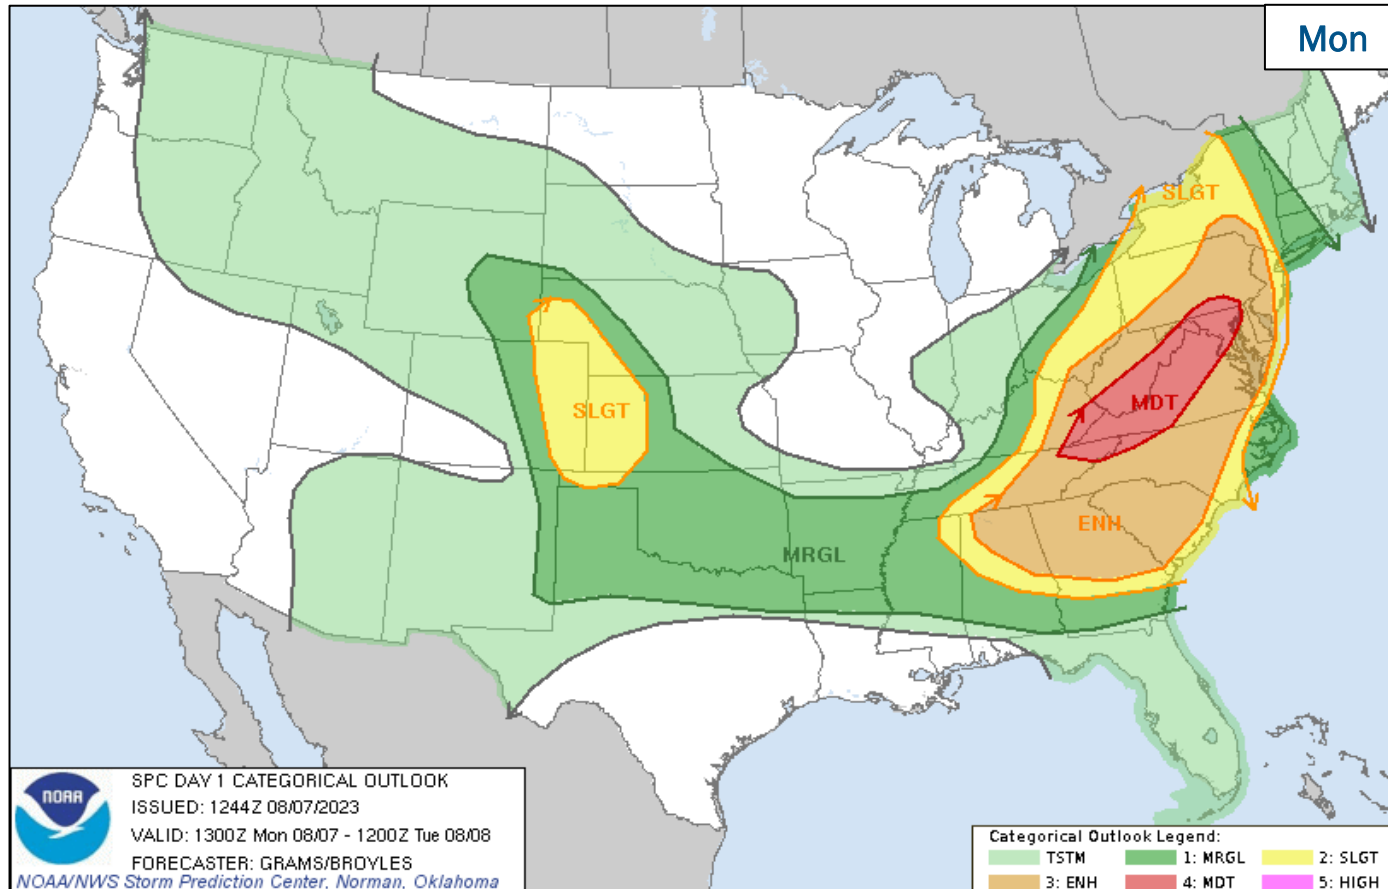 Mon
SLGT
SLGT
MDT
ENH
MRGL
NOAA
SPC DAY 1 CATEGORICAL OUTLOOK
ISSUED: 1244Z 08/07/2023
VALID: 1300Z Mon 08/07 - 1200Z Tue 08/08
FORECASTER: GRAMS/BROYLES
NOAA/NWS Storm Prediction Center, Norman, Oklahoma
Categorical Outlook Legend:
TSTM 1: MRGL 2: SLGT
3: ENH 4: MDT 5: HIGH